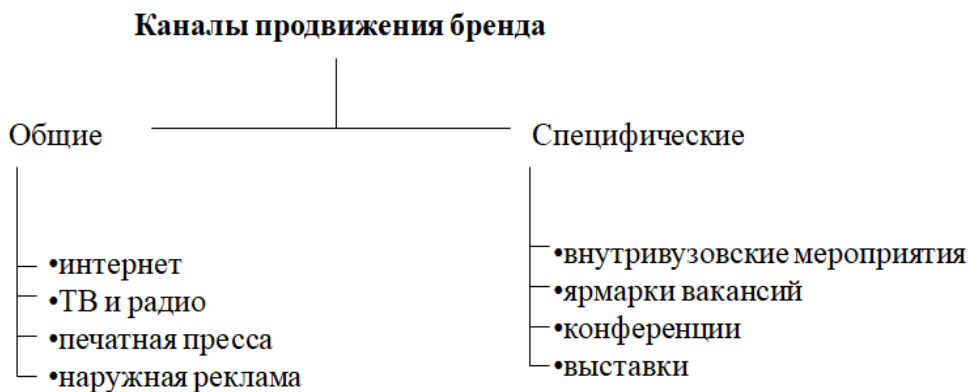 Каналы продвижения бренда
Общие
•интернет
•ТВ и радио
•печатная пресса
•наружная реклама
Специфические
•внутривузовские мероприятия
•ярмарки вакансий
•конференции
•выставки